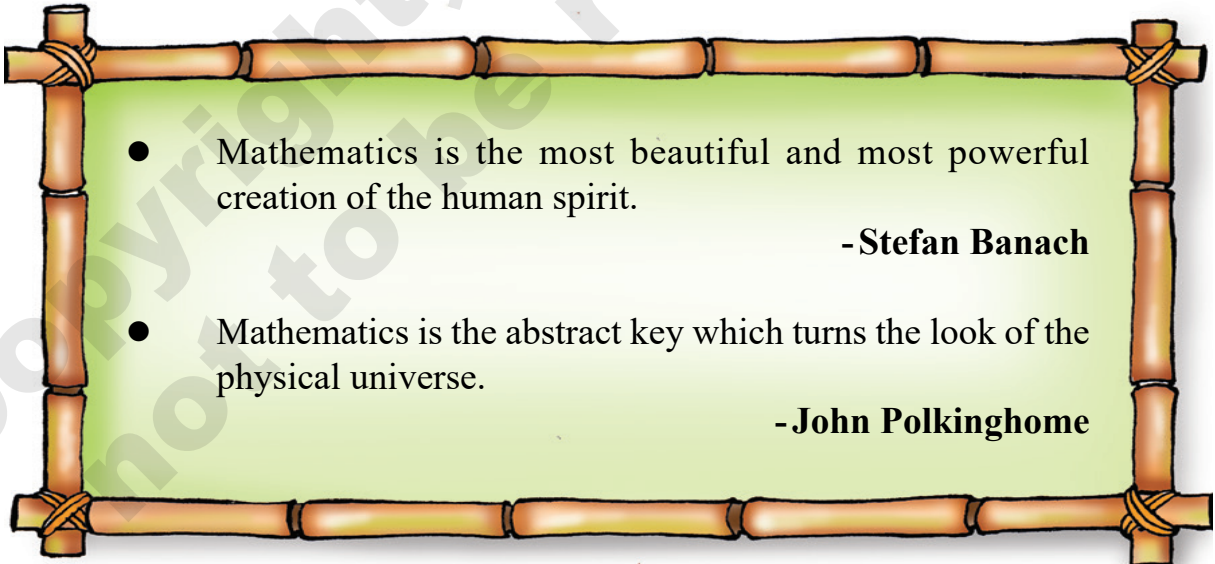 ● Mathematics is the most beautiful and most powerful
creation of the human spirit.
-Stefan Banach
● Mathematics is the abstract key which turns the look of the
physical universe.
-John Polkinghome